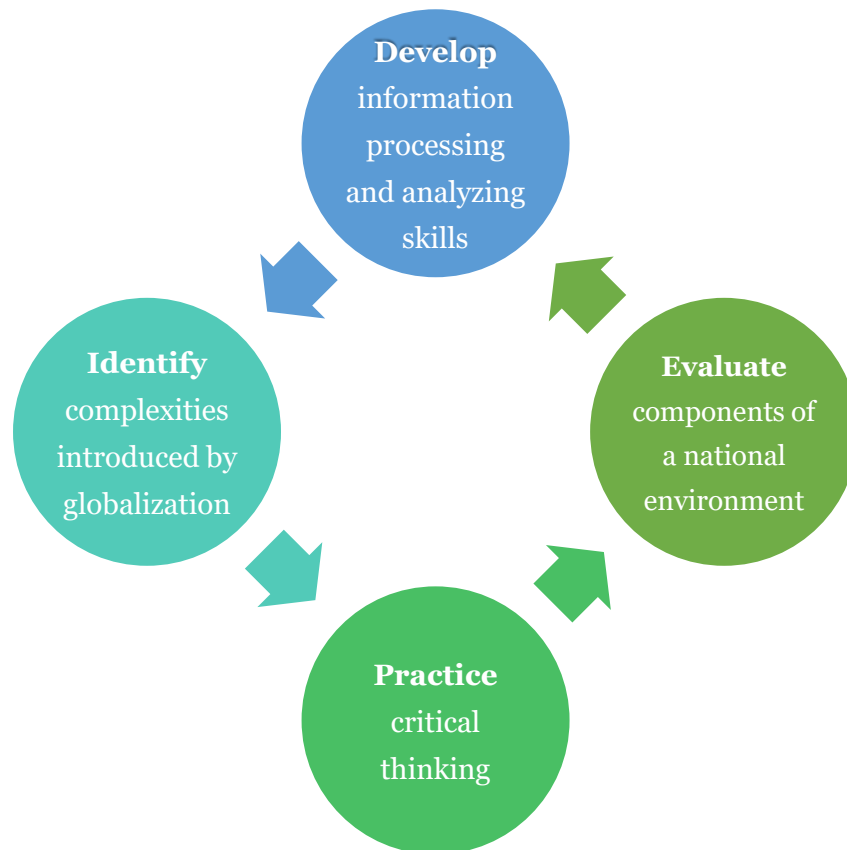 Develop
information
processing
and analyzing
skills
Identify
complexities
introduced by
globalization
Evaluate
components of
a national
environment
Practice
critical
thinking